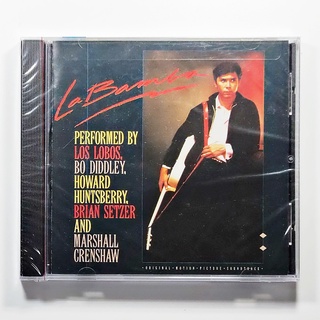 La Bamba
PERFORMED BY
LOS LOBOS,
BO DIDDLEY,
HOWARD
HUNTSBERRY,
BRIAN SETZER
AND
MARSHALL
CRENSHAW
·ORIGINAL·MOTION·PICTURE·SOUNDTRACK·